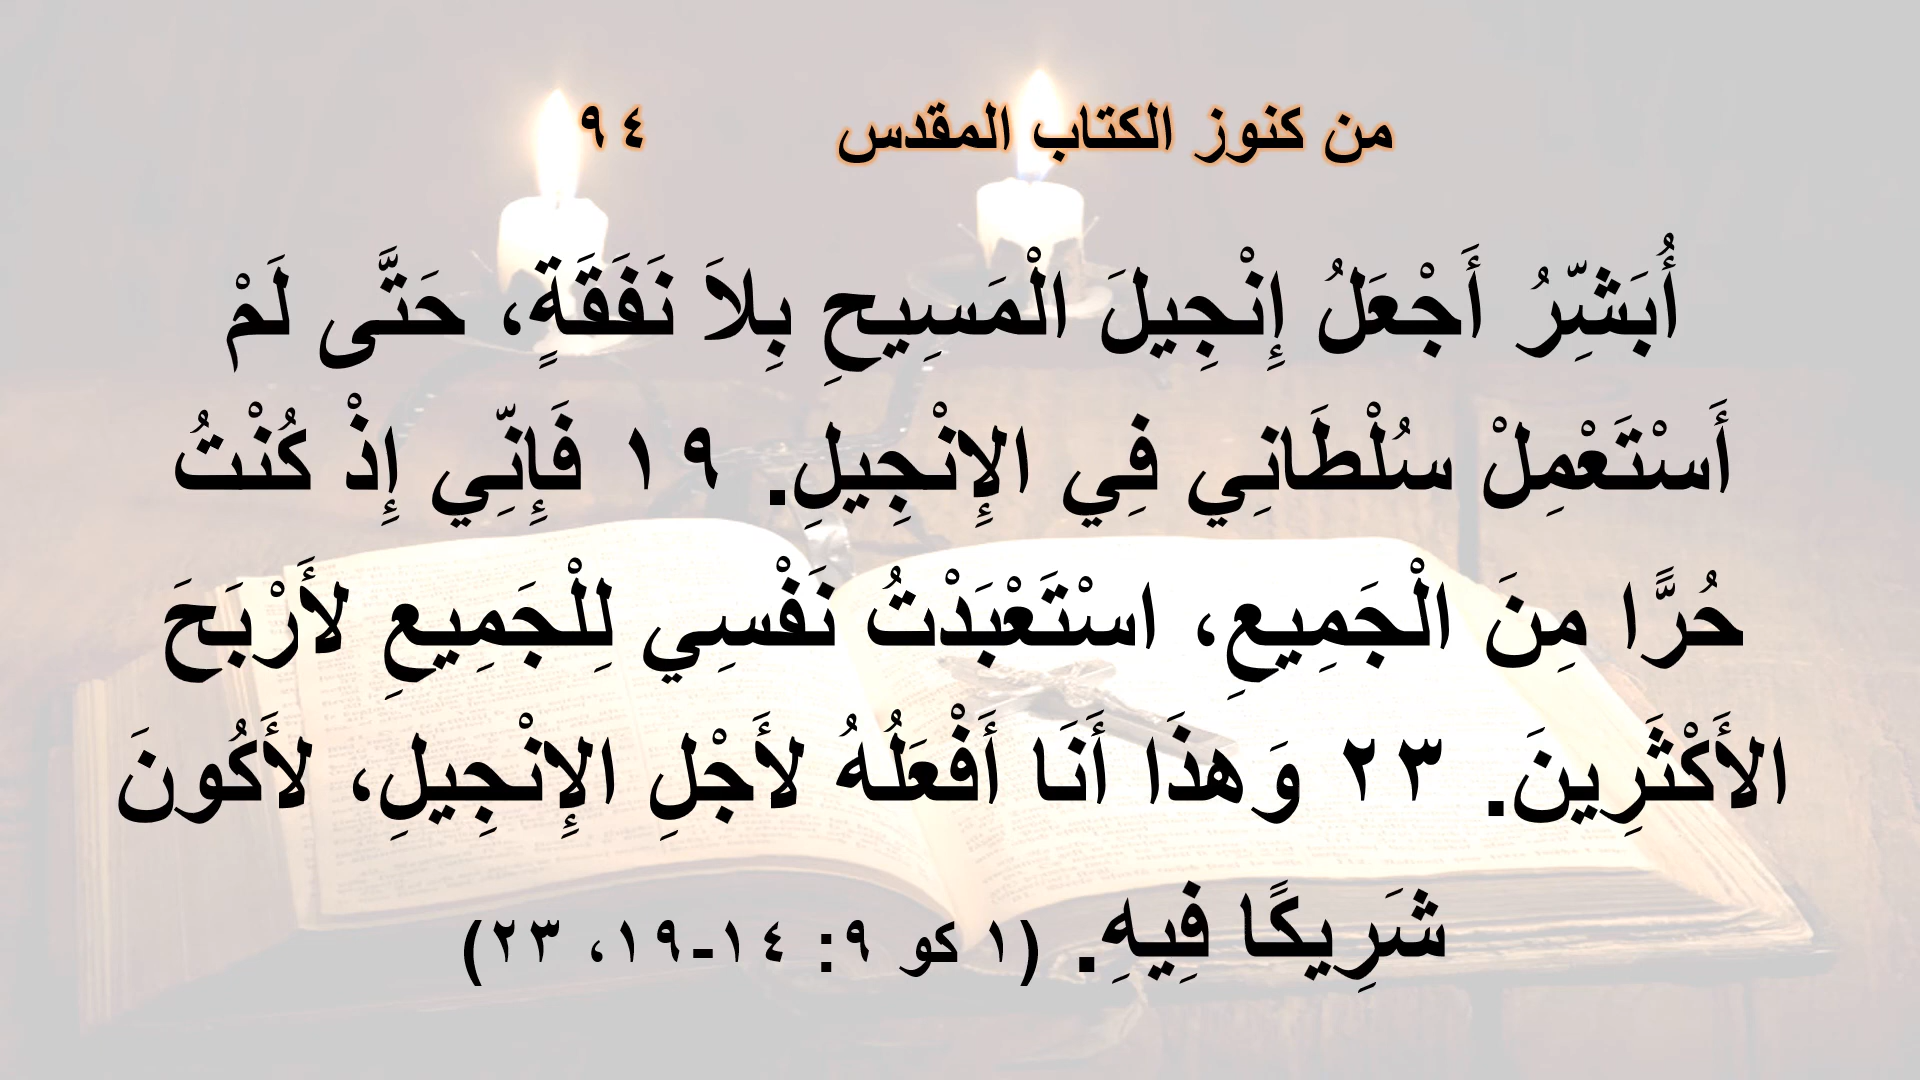 من كنوز الكتاب المقدس ٩٤
أُبَشِّرُ أَجْعَلُ إِنْجِيلَ الْمَسِيحِ بِلاَ نَفَقَةٍ، حَتَّى لَمْ
أَسْتَعْمِلْ سُلْطَانِي فِي الإِنْجِيلِ. ١٩ فَإِنِّي إِذْ كُنْتُ
حُرًّا مِنَ الْجَمِيعِ، اسْتَعْبَدْتُ نَفْسِي لِلْجَمِيعِ لأَرْبَحَ
الأَكْثَرِينَ. ٢٣ وَهذَا أَنَا أَفْعَلُهُ لأَجْلِ الإِنْجِيلِ، لأَكُونَ
شَرِيكًا فِيهِ. (١ كو ٩: ١٤-١٩، ٢٣)